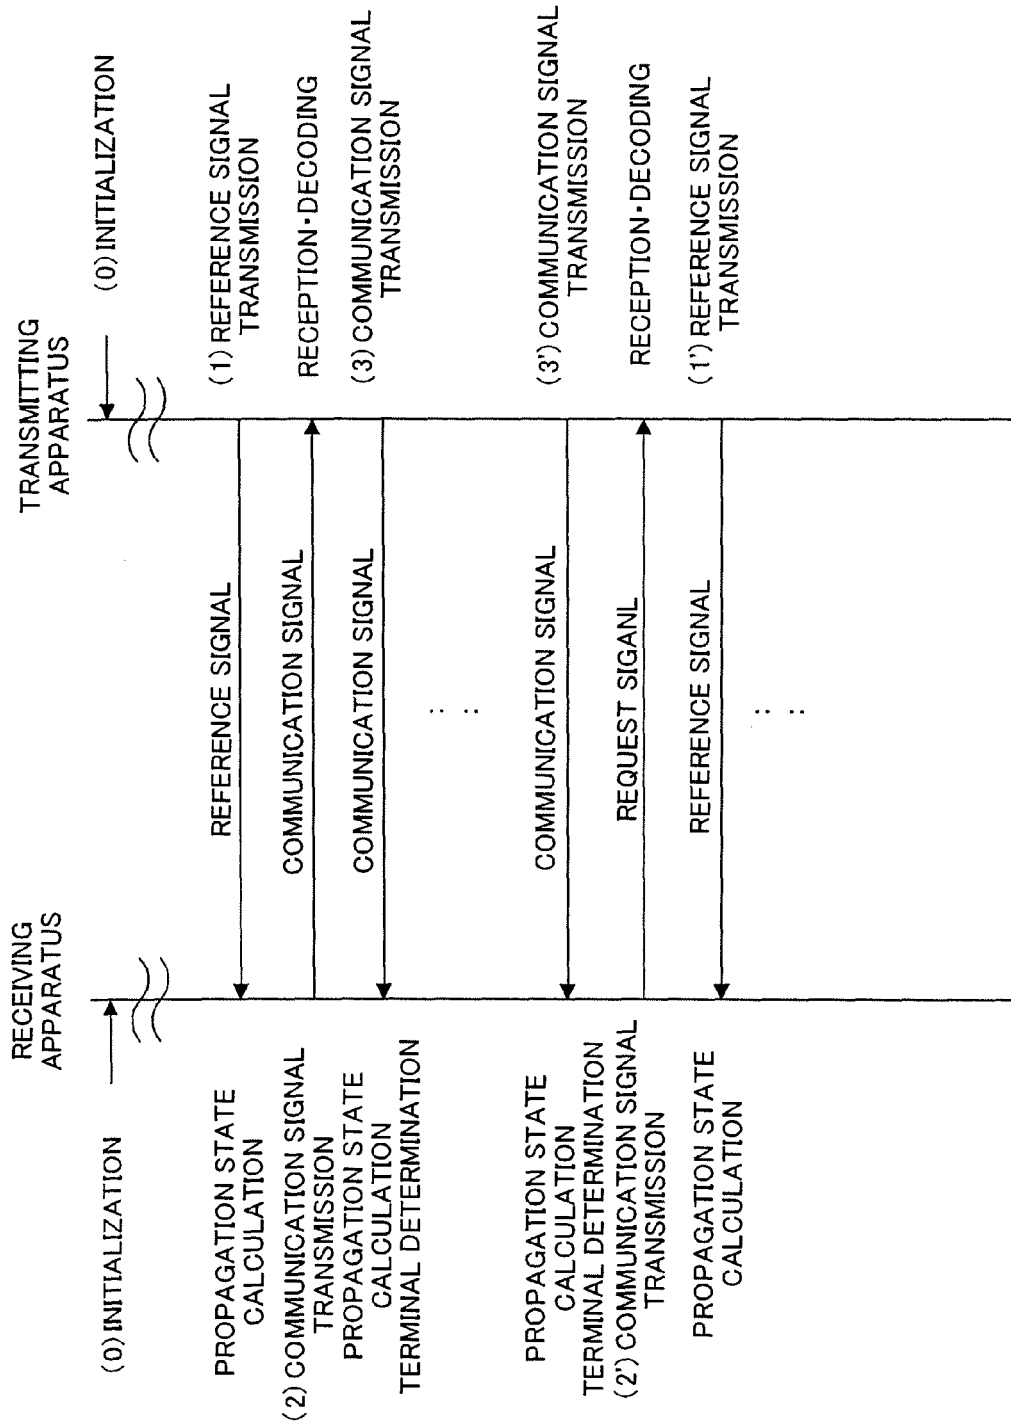 RECEIVING
APPARATUS
TRANSMITTING
APPARATUS
(0) INITIALIZATION
(0) INITIALIZATION
PROPAGATION STATE
CALCULATION
REFERENCE SIGNAL
(1) REFERENCE SIGNAL
TRANSMISSION
(2) COMMUNICATION SIGNAL
TRANSMISSION
COMMUNICATION SIGNAL
RECEPTION·DECODING
PROPAGATION STATE
CALCULATION
TERMINAL DETERMINATION
COMMUNICATION SIGNAL
(3) COMMUNICATION SIGNAL
TRANSMISSION
PROPAGATION STATE
CALCULATION
TERMINAL DETERMINATION
COMMUNICATION SIGNAL
(3') COMMUNICATION SIGNAL
TRANSMISSION
(2') COMMUNICATION SIGNAL
TRANSMISSION
REQUEST SIGANL
RECEPTION·DECODING
PROPAGATION STATE
CALCULATION
REFERENCE SIGNAL
(1') REFERENCE SIGNAL
TRANSMISSION